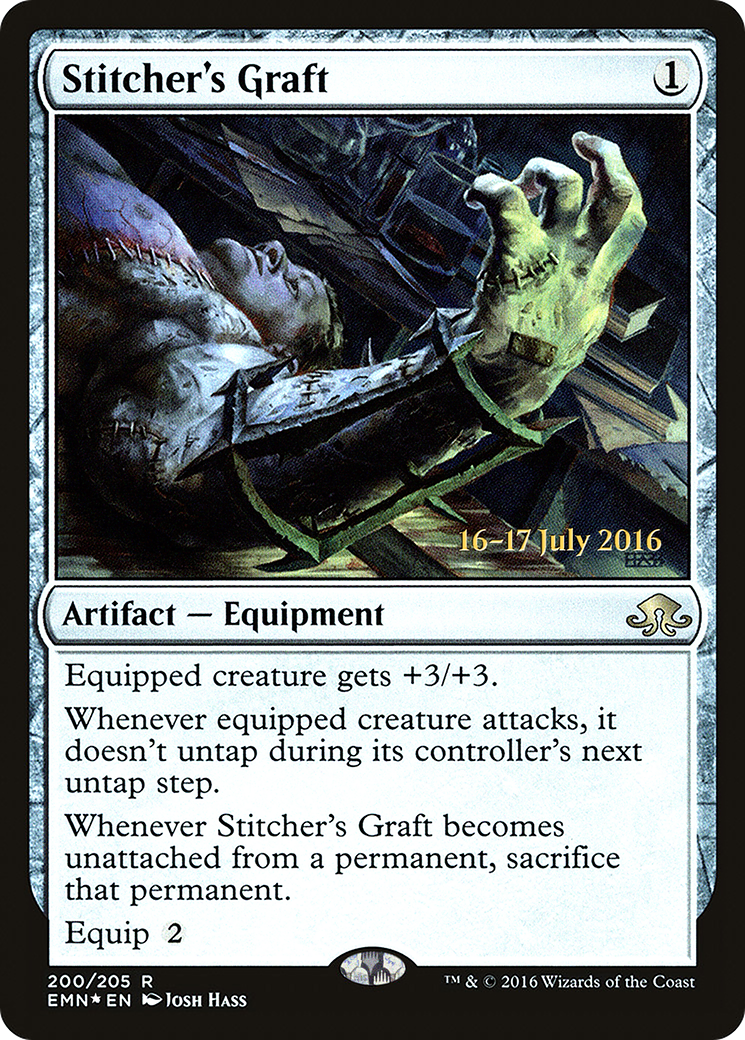 Stitcher's Graft 1
16–17 July 2016
Artifact — Equipment
Equipped creature gets +3/+3.
Whenever equipped creature attacks, it
doesn't untap during its controller's next
untap step.
Whenever Stitcher's Graft becomes
unattached from a permanent, sacrifice
that permanent.
Equip 2
200/205 R
EMN★EN Josh Hass
™ & © 2016 Wizards of the Coast